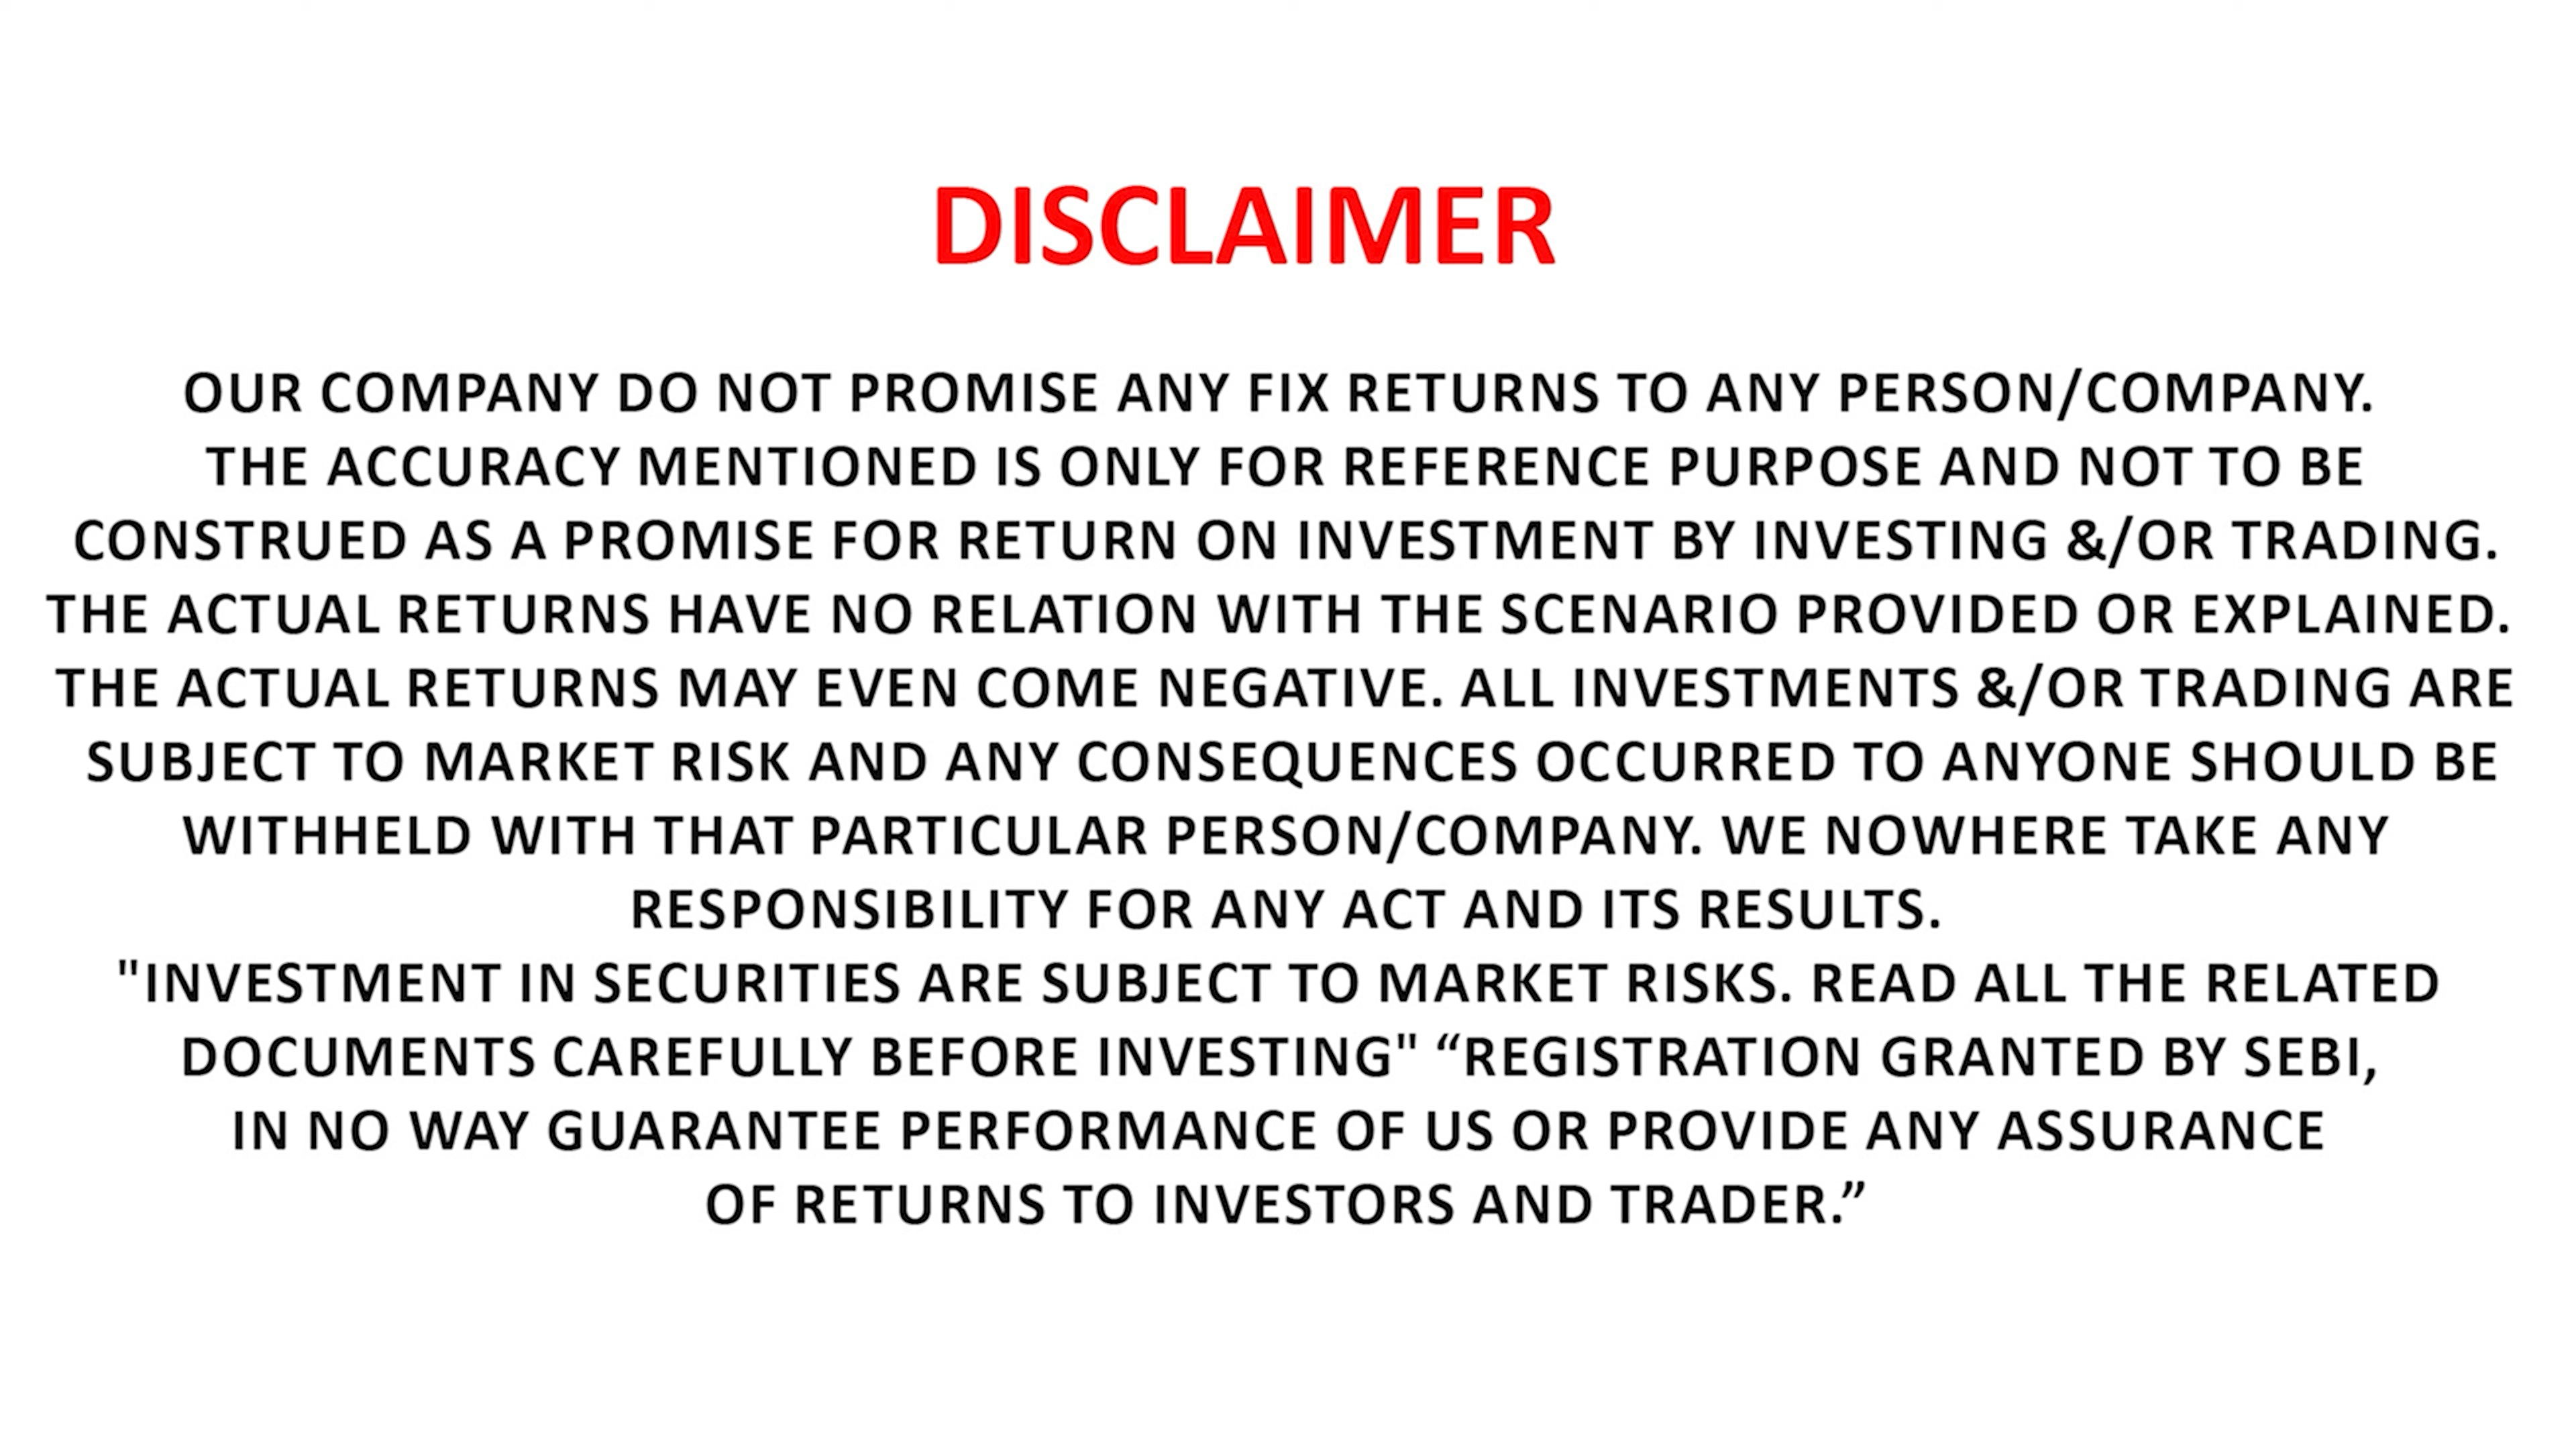 DISCLAIMER
OUR COMPANY DO NOT PROMISE ANY FIX RETURNS TO ANY PERSON/COMPANY.
THE ACCURACY MENTIONED IS ONLY FOR REFERENCE PURPOSE AND NOT TO BE
CONSTRUED AS A PROMISE FOR RETURN ON INVESTMENT BY INVESTING &/OR TRADING.
THE ACTUAL RETURNS HAVE NO RELATION WITH THE SCENARIO PROVIDED OR EXPLAINED.
THE ACTUAL RETURNS MAY EVEN COME NEGATIVE. ALL INVESTMENTS &/OR TRADING ARE
SUBJECT TO MARKET RISK AND ANY CONSEQUENCES OCCURRED TO ANYONE SHOULD BE
WITHHELD WITH THAT PARTICULAR PERSON/COMPANY. WE NOWHERE TAKE ANY
RESPONSIBILITY FOR ANY ACT AND ITS RESULTS.
"INVESTMENT IN SECURITIES ARE SUBJECT TO MARKET RISKS. READ ALL THE RELATED
DOCUMENTS CAREFULLY BEFORE INVESTING" “REGISTRATION GRANTED BY SEBI,
IN NO WAY GUARANTEE PERFORMANCE OF US OR PROVIDE ANY ASSURANCE
OF RETURNS TO INVESTORS AND TRADER.”